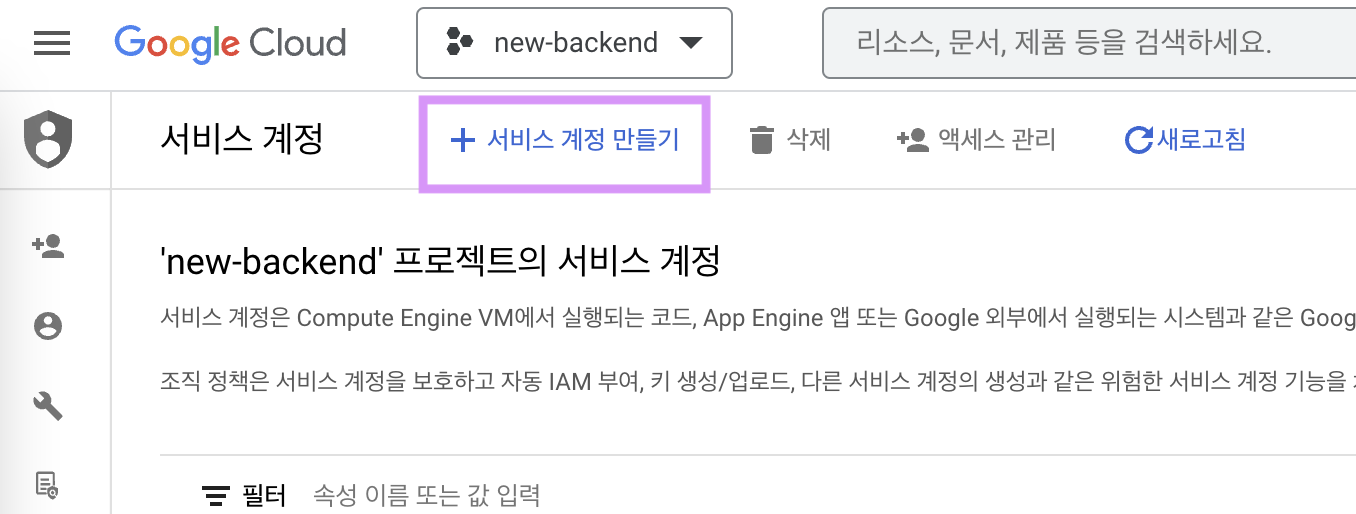 Google Cloud new-backend 리소스, 문서, 제품 등을 검색하세요.
서비스 계정 + 서비스 계정 만들기 삭제 액세스 관리 새로고침
'new-backend' 프로젝트의 서비스 계정
서비스 계정은 Compute Engine VM에서 실행되는 코드, App Engine 앱 또는 Google 외부에서 실행되는 시스템과 같은 Goog
조직 정책은 서비스 계정을 보호하고 자동 IAM 부여, 키 생성/업로드, 다른 서비스 계정의 생성과 같은 위험한 서비스 계정 기능을
필터 속성 이름 또는 값 입력